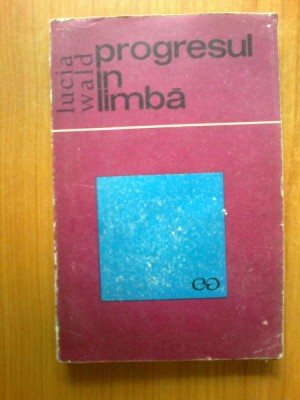 lucia
wald
progresul
în
limbă